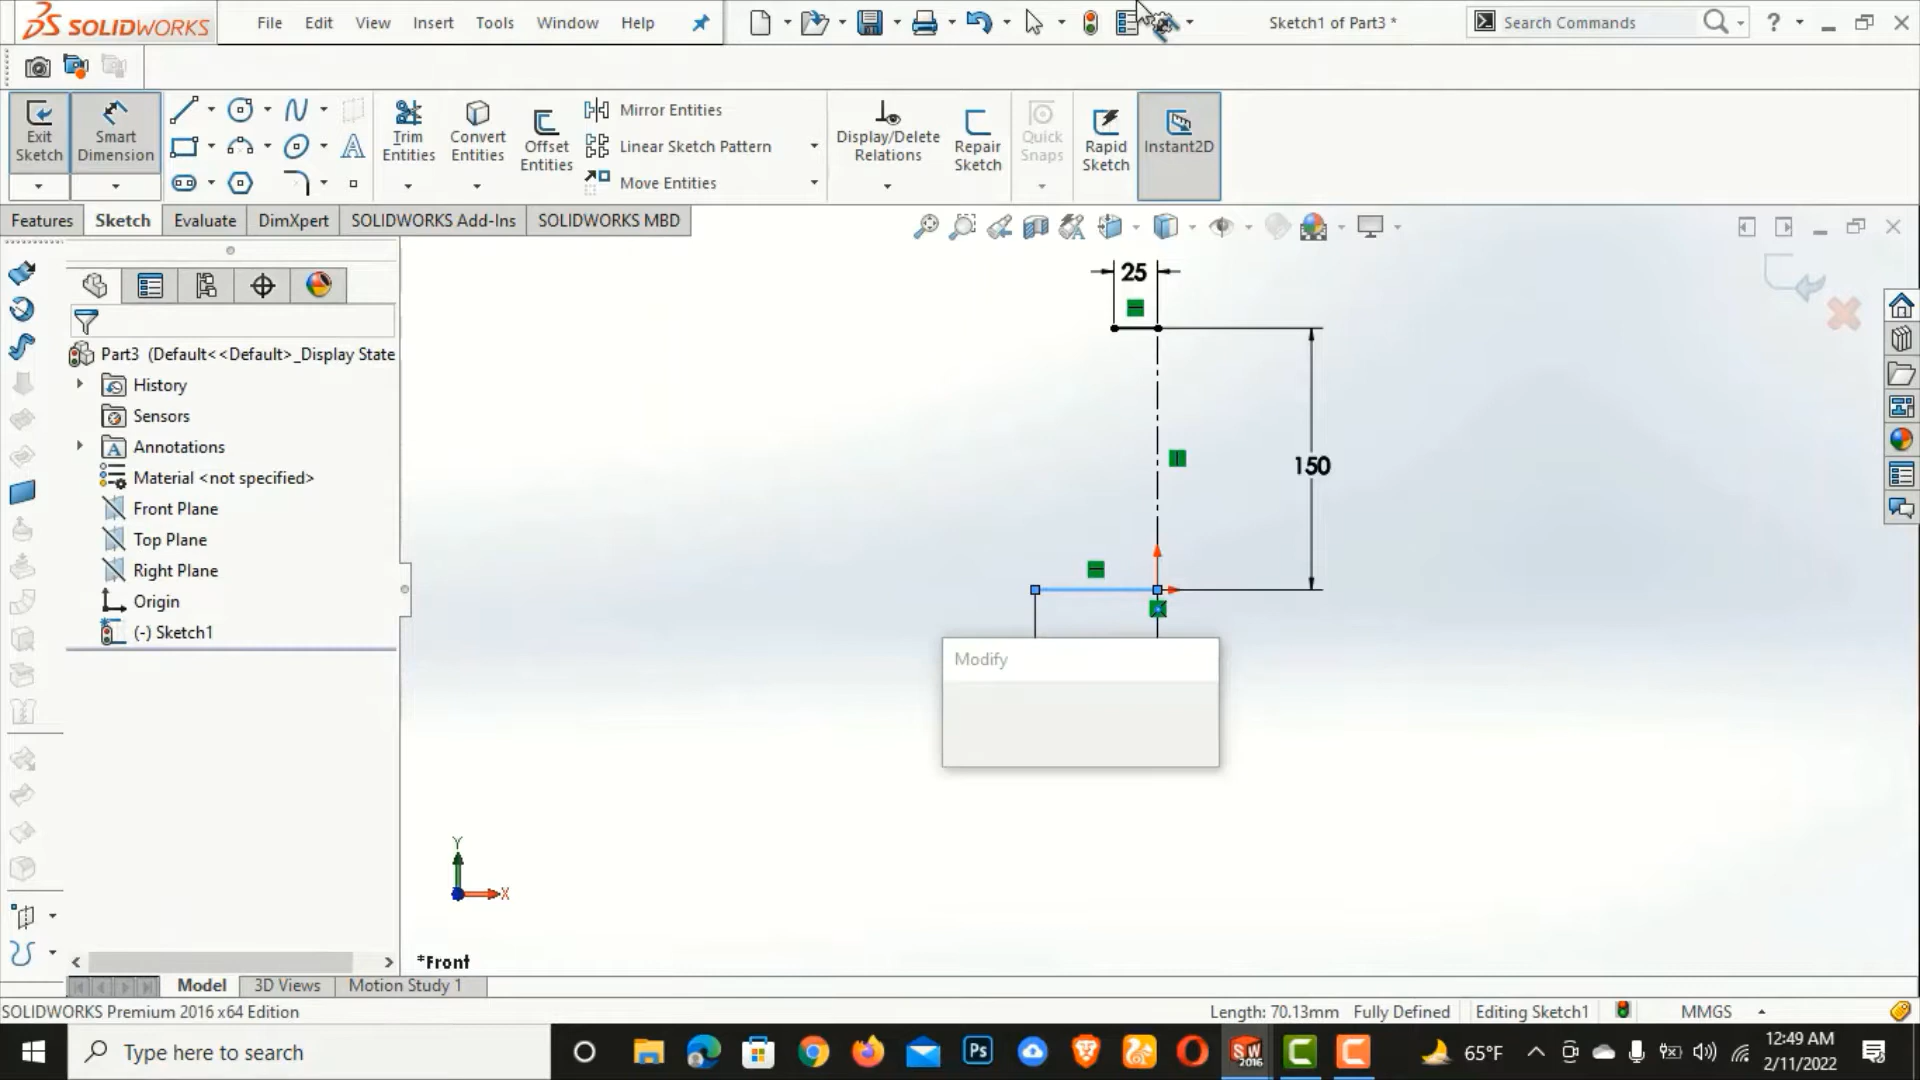 SOLIDWORKS
File
Edit
View
Insert
Tools
Window
Help
Sketch1 of Part3 *
Search Commands
Exit Sketch
Smart Dimension
Trim Entities
Convert Entities
Offset Entities
Mirror Entities
Linear Sketch Pattern
Move Entities
Display/Delete Relations
Repair Sketch
Quick Snaps
Rapid Sketch
Instant2D
Features
Sketch
Evaluate
DimXpert
SOLIDWORKS Add-Ins
SOLIDWORKS MBD
Part3 (Default<<Default>_Display State
History
Sensors
Annotations
Material <not specified>
Front Plane
Top Plane
Right Plane
Origin
(-) Sketch1
25
150
Modify
Y
X
*Front
Model
3D Views
Motion Study 1
SOLIDWORKS Premium 2016 x64 Edition
Length: 70.13mm
Fully Defined
Editing Sketch1
MMGS
Type here to search
Ps
SW
2016
65°F
12:49 AM
2/11/2022